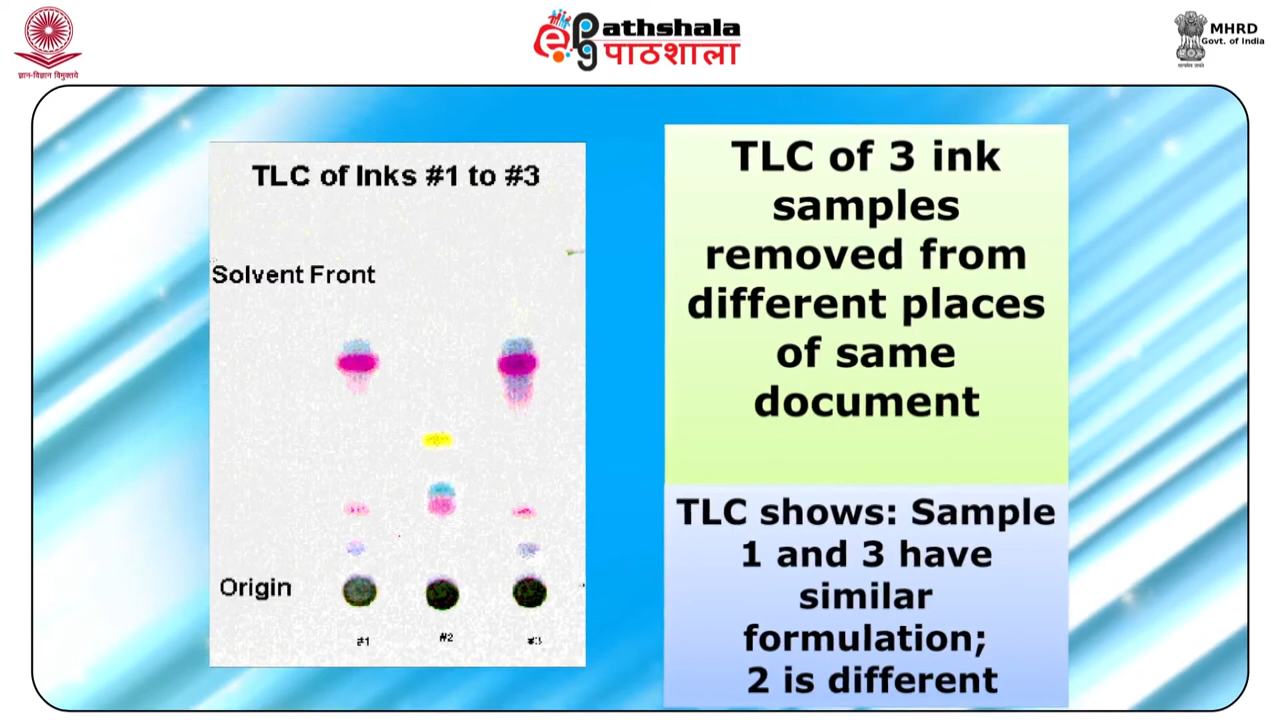 ज्ञान-विज्ञान विमुक्तये
ePG Pathshala
पाठशाला
MHRD
Govt. of India
TLC of Inks #1 to #3
Solvent Front
Origin
#1 #2 #3
TLC of 3 ink
samples
removed from
different places
of same
document
TLC shows: Sample
1 and 3 have
similar
formulation;
2 is different